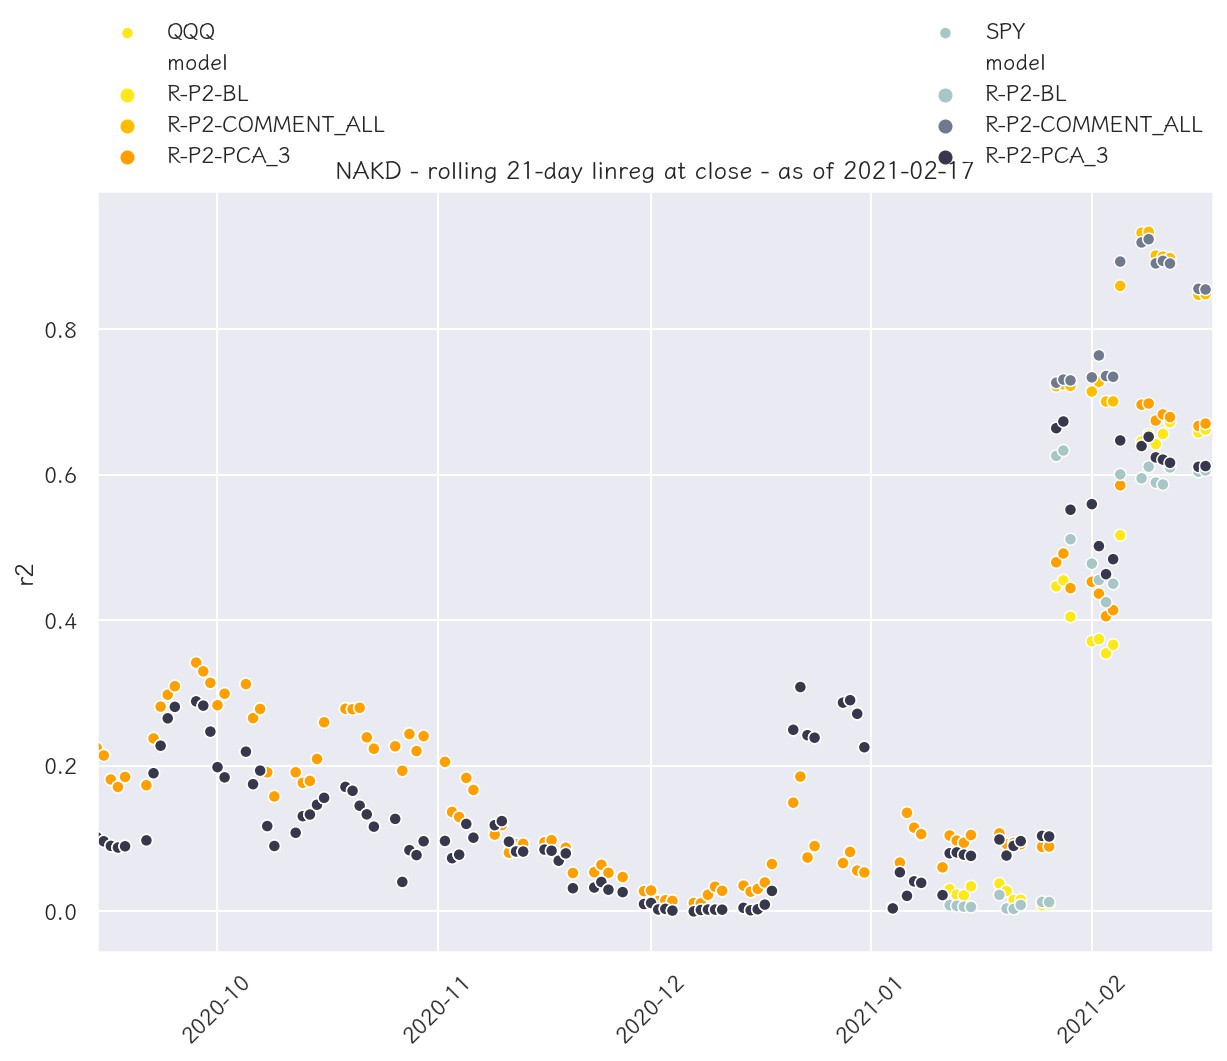 QQQ
model
R-P2-BL
R-P2-COMMENT_ALL
R-P2-PCA_3
SPY
model
R-P2-BL
R-P2-COMMENT_ALL
R-P2-PCA_3
NAKD - rolling 21-day linreg at close - as of 2021-02-17
r2
0.8
0.6
0.4
0.2
0.0
2020-10
2020-11
2020-12
2021-01
2021-02